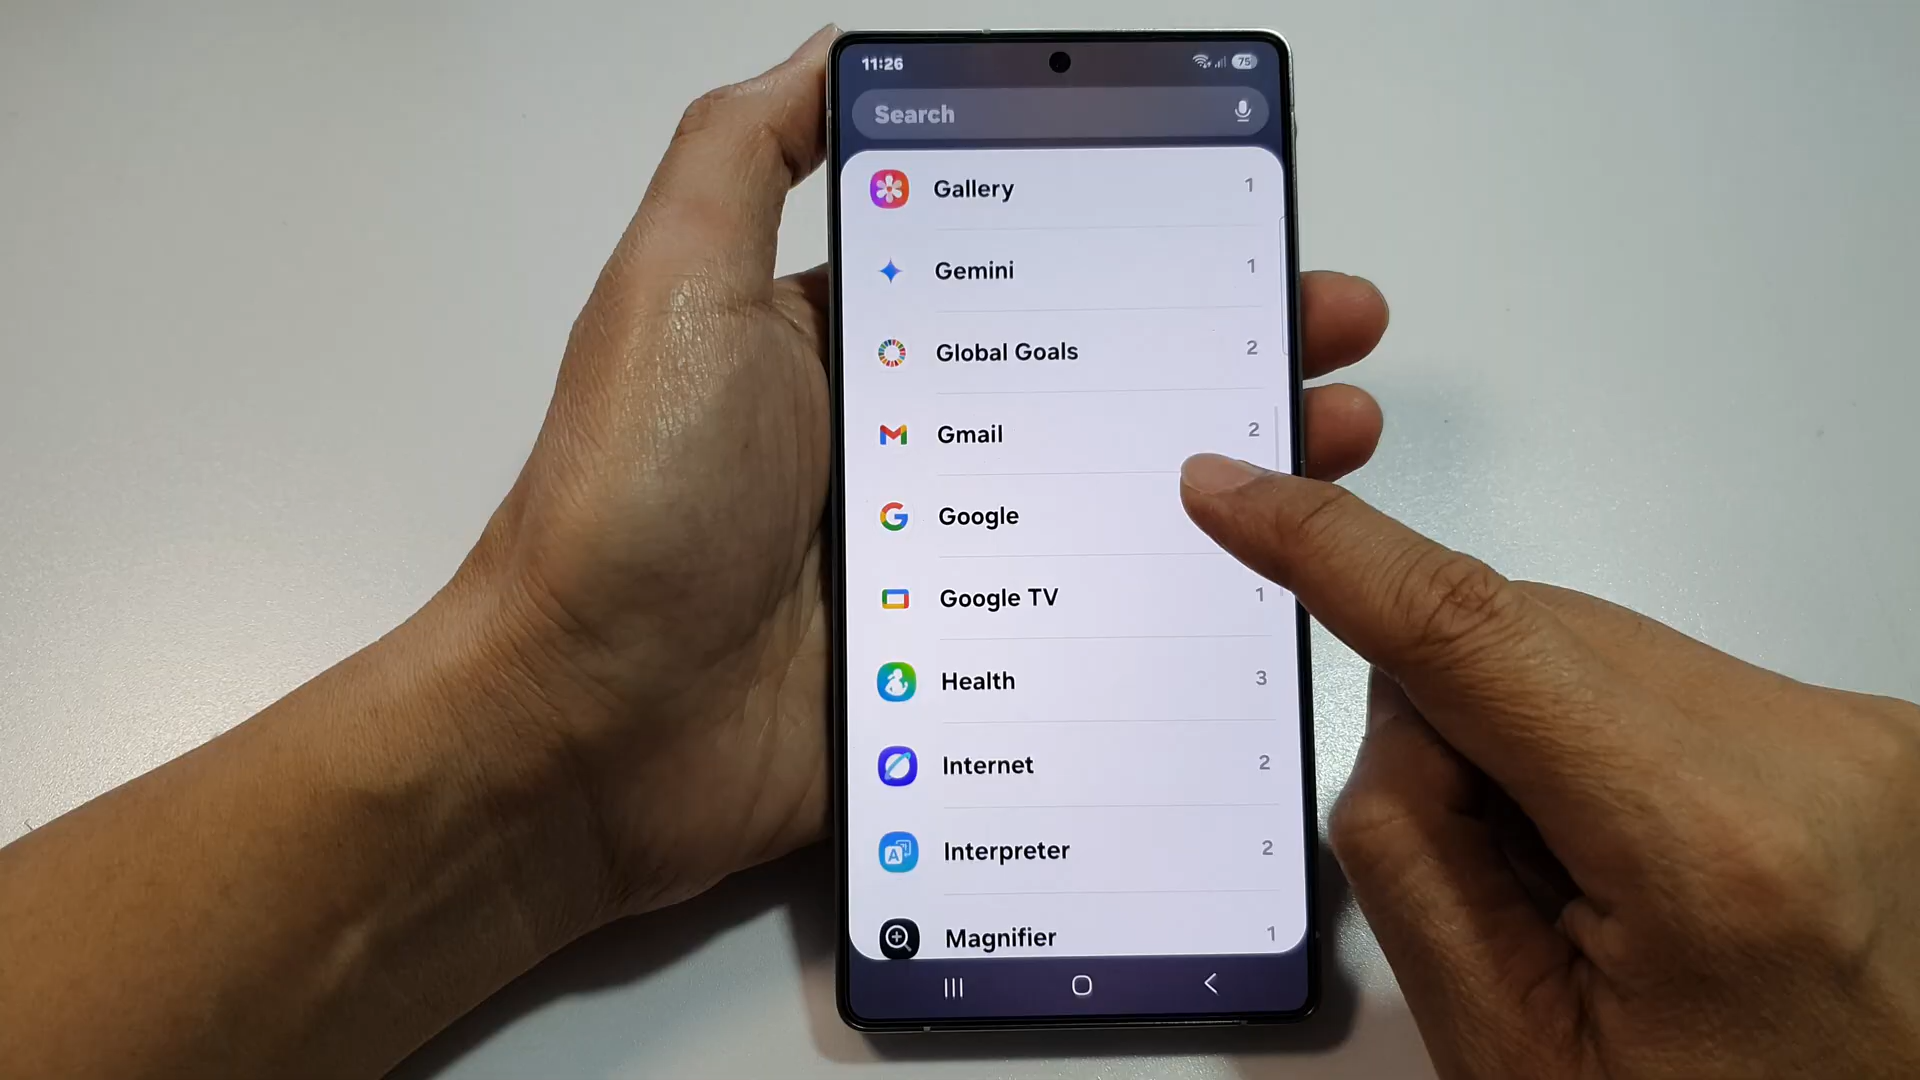 11:26
75
Search
Gallery 1
Gemini 1
Global Goals 2
Gmail 2
Google
Google TV 1
Health 3
Internet 2
Interpreter 2
Magnifier 1